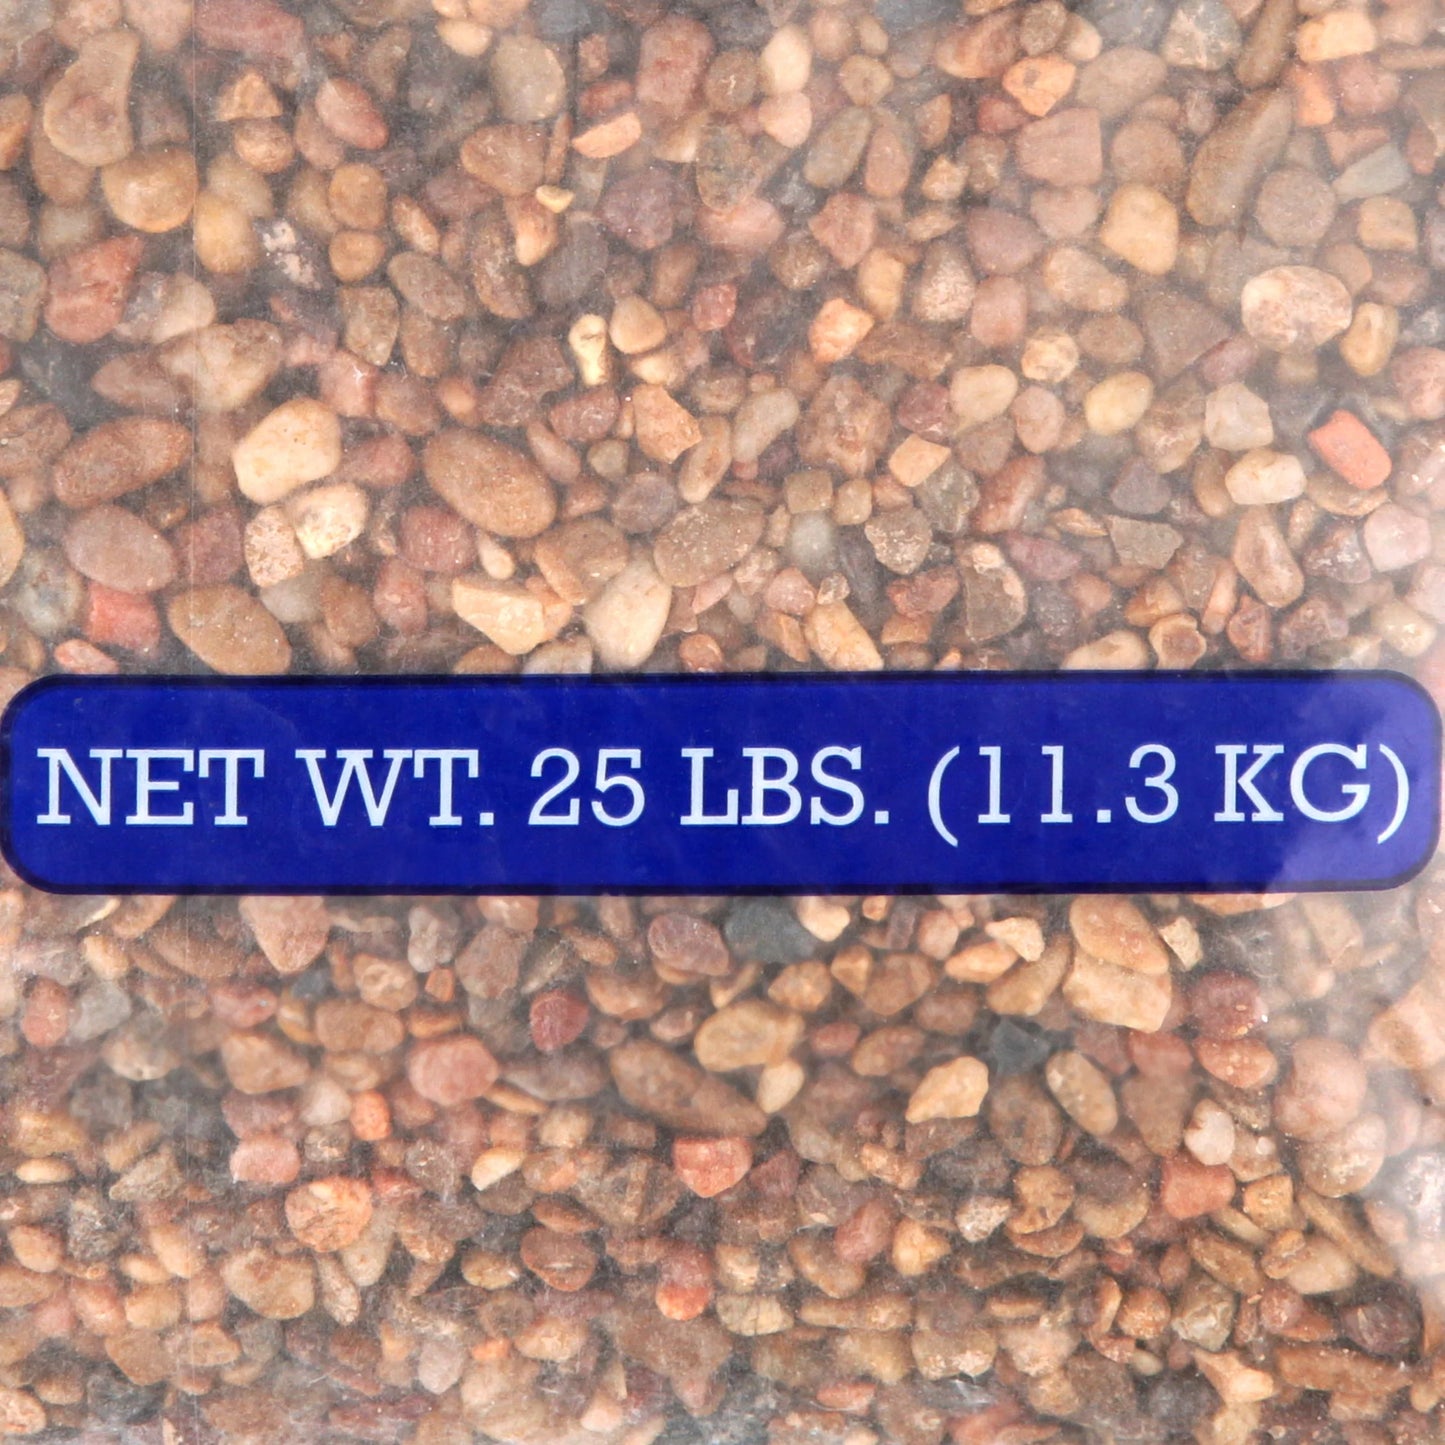 NET WT. 25 LBS. (11.3 KG)